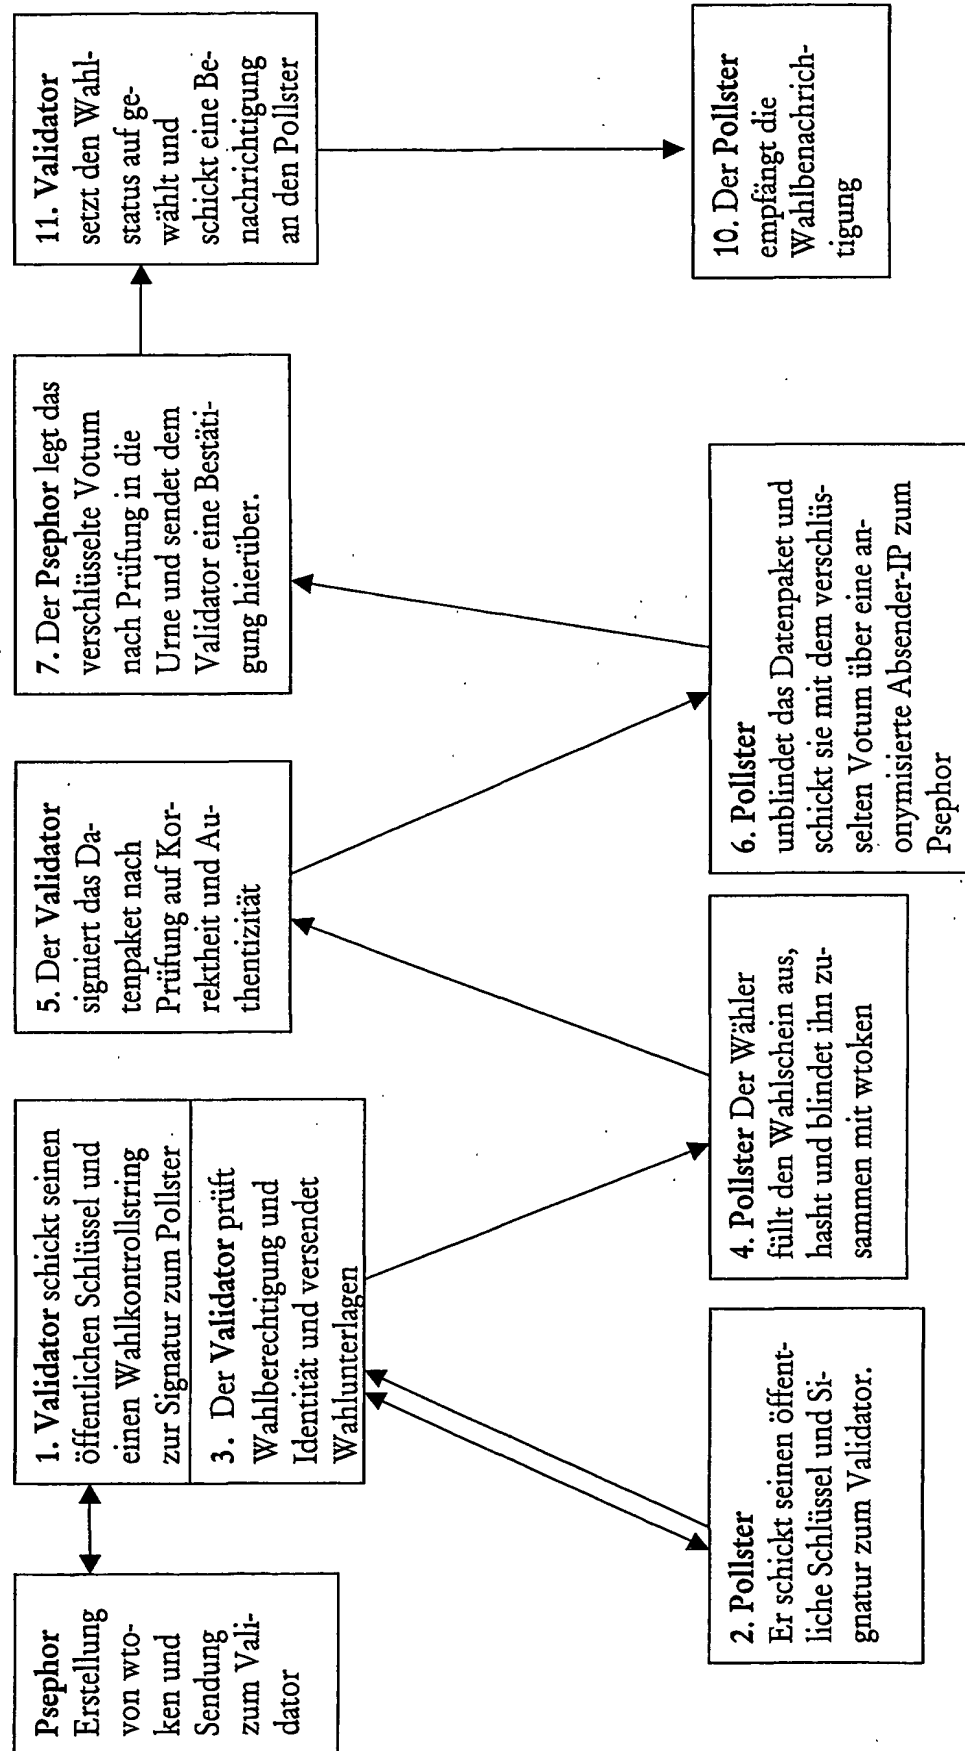 Psephor
Erstellung
von wto-
ken und
Sendung
zum Vali-
dator
1. Validator schickt seinen
öffentlichen Schlüssel und
einen Wahlkontrollstring
zur Signatur zum Pollster
3. Der Validator prüft
Wahlberechtigung und
Identität und versendet
Wahlunterlagen
2. Pollster
Er schickt seinen öffent-
liche Schlüssel und Si-
gnatur zum Validator.
4. Pollster Der Wähler
füllt den Wahlschein aus,
hasht und blindet ihn zu-
sammen mit wtoken
5. Der Validator
signiert das Da-
tenpaket nach
Prüfung auf Kor-
rektheit und Au-
thentizität
6. Pollster
unblindet das Datenpaket und
schickt sie mit dem verschlüs-
selten Votum über eine an-
onymisierte Absender-IP zum
Psephor
7. Der Psephor legt das
verschlüsselte Votum
nach Prüfung in die
Urne und sendet dem
Validator eine Bestäti-
gung hierüber.
11. Validator
setzt den Wahl-
status auf ge-
wählt und
schickt eine Be-
nachrichtigung
an den Pollster
10. Der Pollster
empfängt die
Wahlbenachrich-
tigung